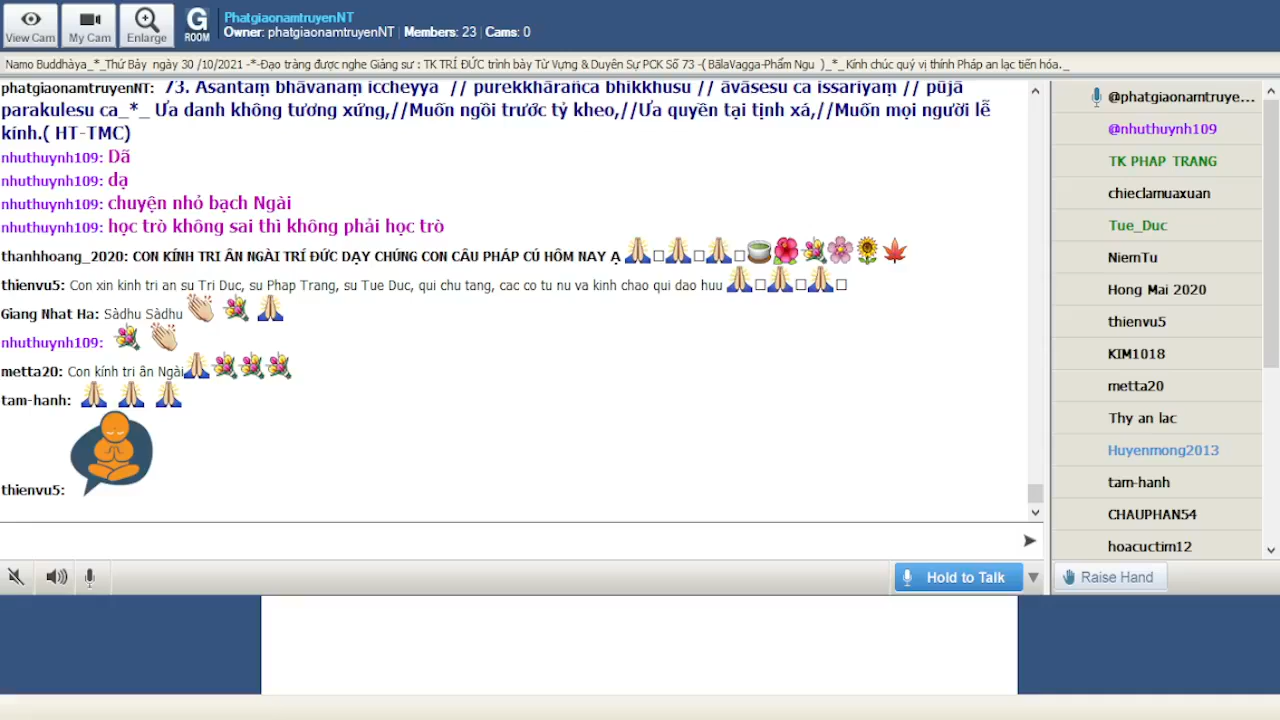 View Cam
My Cam
Enlarge
G
ROOM
PhatgiaonamtruyenNT
Owner: phatgiaonamtruyenNT | Members: 23 | Cams: 0
Namo Buddhàya_*_Thứ Bảy ngày 30 /10/2021 -*-Đạo tràng được nghe Giảng sư : TK TRÍ ĐỨC trình bày Từ Vựng & Duyên Sự PCK Số 73 -( BãlaVagga-Phẩm Ngu )_*_Kính chúc quý vị thính Pháp an lạc tiến hóa._
phatgiaonamtruyenNT: 73. Asantaṃ bhāvanaṃ iccheyya // purekkhārañca bhikkhusu // āvāsesu ca issariyaṃ // pūjā
parakulesu ca_*_ Ưa danh không tương xứng,//Muốn ngồi trước tỷ kheo,//Ưa quyền tại tịnh xá,//Muốn mọi người lễ
kính.( HT-TMC)
nhuthuynh109: Dã
nhuthuynh109: dạ
nhuthuynh109: chuyện nhỏ bạch Ngài
nhuthuynh109: học trò không sai thì không phải học trò
thanhhoang_2020: CON KÍNH TRI ÂN NGÀI TRÍ ĐỨC DẠY CHÚNG CON CÂU PHÁP CÚ HÔM NAY Ạ
thienvu5: Con xin kinh tri an su Tri Duc, su Phap Trang, su Tue Duc, qui chu tang, cac co tu nu va kinh chao qui dao huu
Giang Nhat Ha: Sàdhu Sàdhu
nhuthuynh109:
metta20: Con kính tri ân Ngài
tam-hanh:
thienvu5:
@phatgiaonamtruye...
@nhuthuynh109
TK PHAP TRANG
chieclamuaxuan
Tue_Duc
NiemTu
Hong Mai 2020
thienvu5
KIM1018
metta20
Thy an lac
Huyenmong2013
tam-hanh
CHAUPHAN54
hoacuctim12
Hold to Talk
Raise Hand